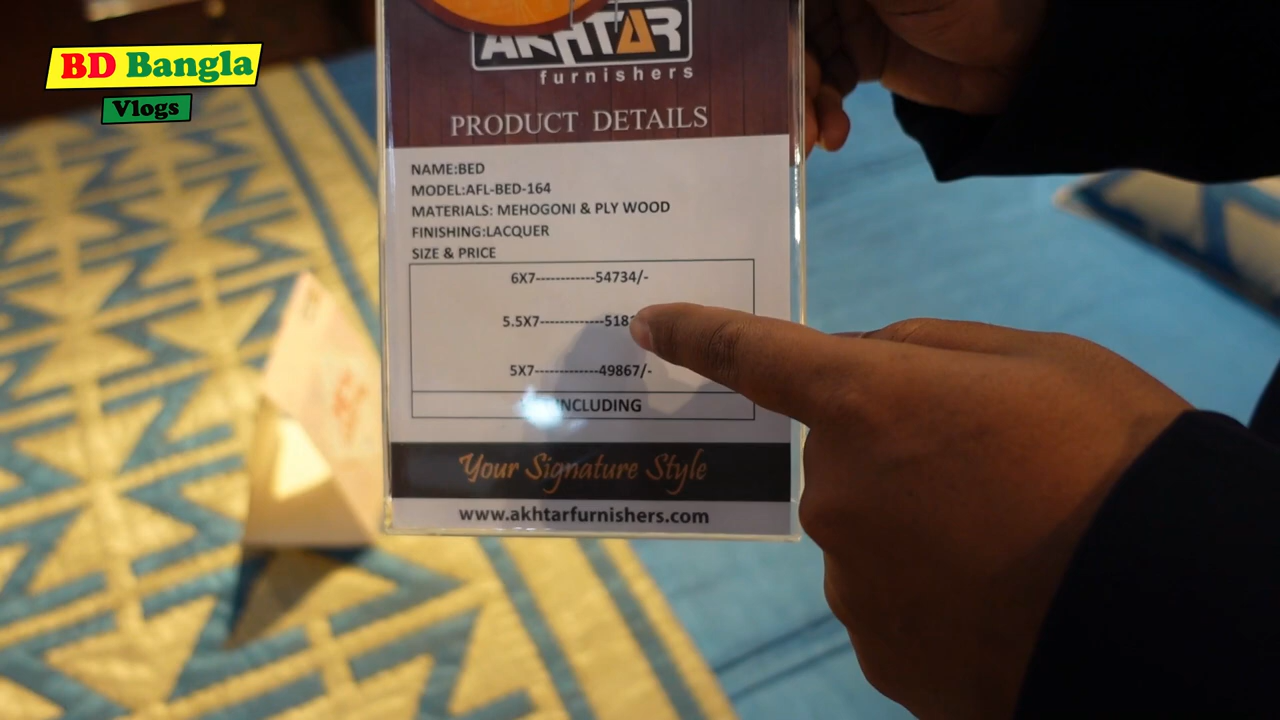 BD Bangla
Vlogs
AKHTAR
furnishers
PRODUCT DETAILS
NAME:BED
MODEL:AFL-BED-164
MATERIALS: MEHOGONI & PLY WOOD
FINISHING:LACQUER
SIZE & PRICE
6X7------------54734/-
5.5X7-------------518
5X7-------------49867/-
INCLUDING
Your Signature Style
www.akhtarfurnishers.com